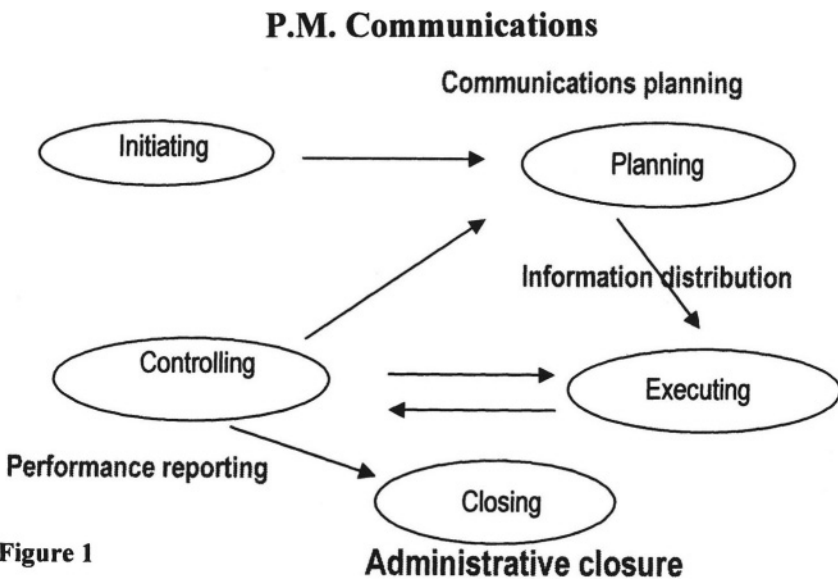 P.M. Communications
Communications planning
Initiating
Planning
Information distribution
Controlling
Executing
Performance reporting
Closing
Figure 1
Administrative closure